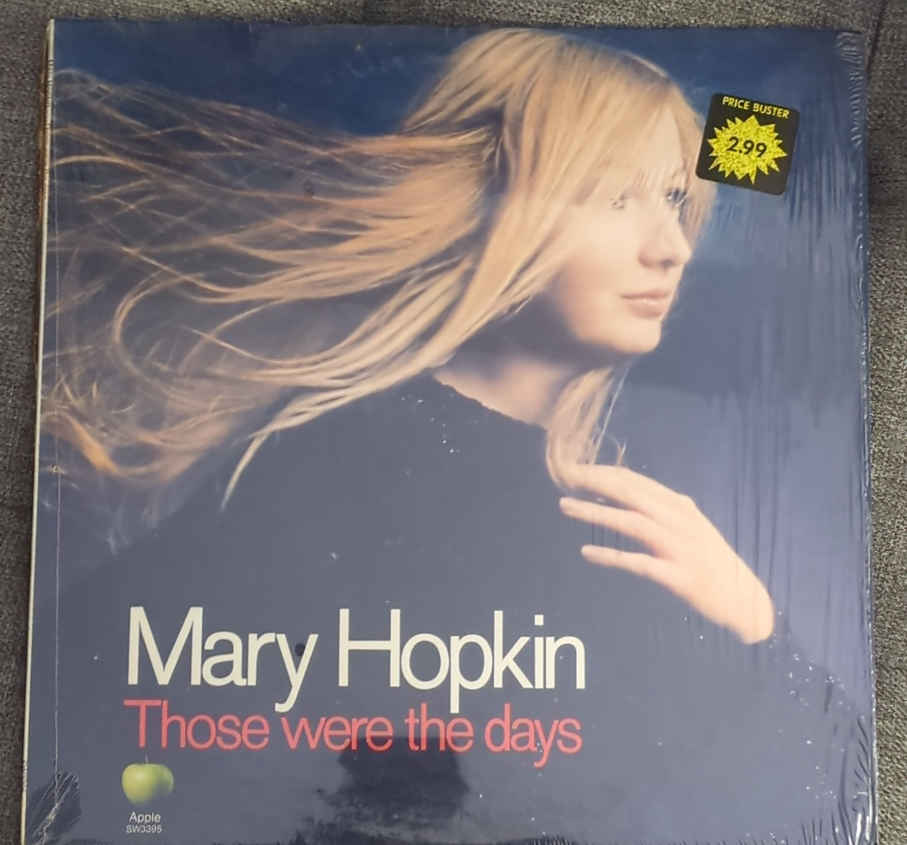 PRICE BUSTER
2.99
Mary Hopkin
Those were the days
Apple
SW3395